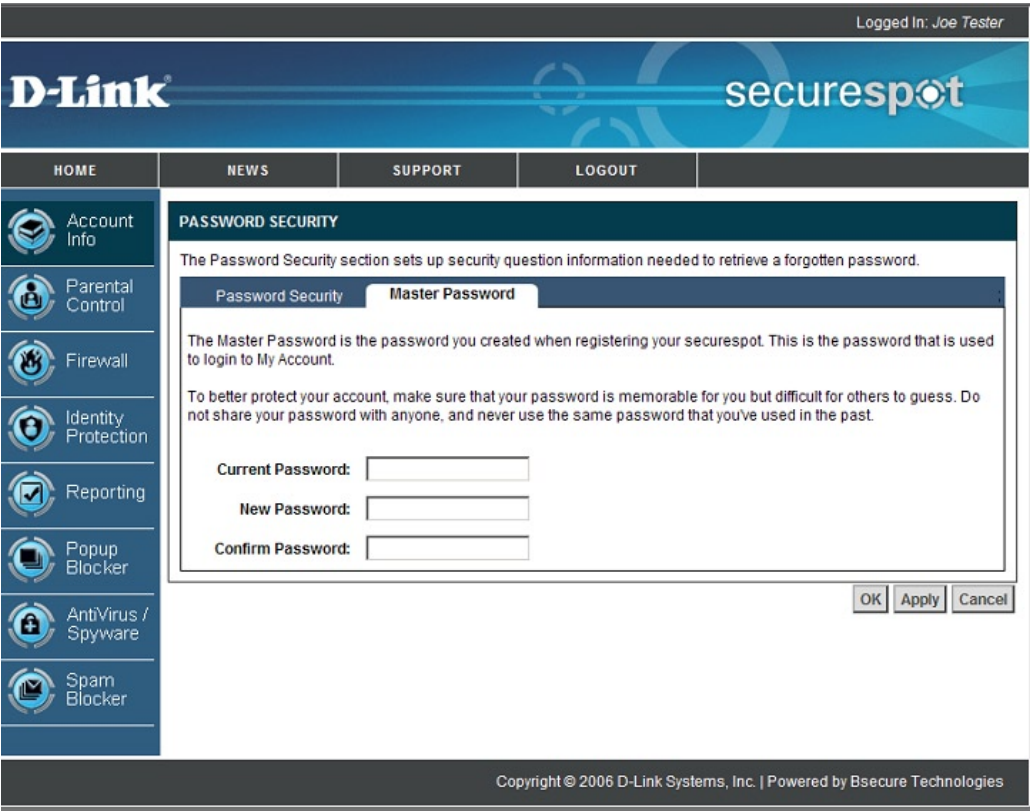 Logged In: Joe Tester
D-Link®
securespot
HOME NEWS SUPPORT LOGOUT
Account
Info
Parental
Control
Firewall
Identity
Protection
Reporting
Popup
Blocker
AntiVirus /
Spyware
Spam
Blocker
PASSWORD SECURITY
The Password Security section sets up security question information needed to retrieve a forgotten password.
Password Security Master Password ;
The Master Password is the password you created when registering your securespot. This is the password that is used
to login to My Account.
To better protect your account, make sure that your password is memorable for you but difficult for others to guess. Do
not share your password with anyone, and never use the same password that you've used in the past.
Current Password:
New Password:
Confirm Password:
OK Apply Cancel
Copyright © 2006 D-Link Systems, Inc. | Powered by Bsecure Technologies